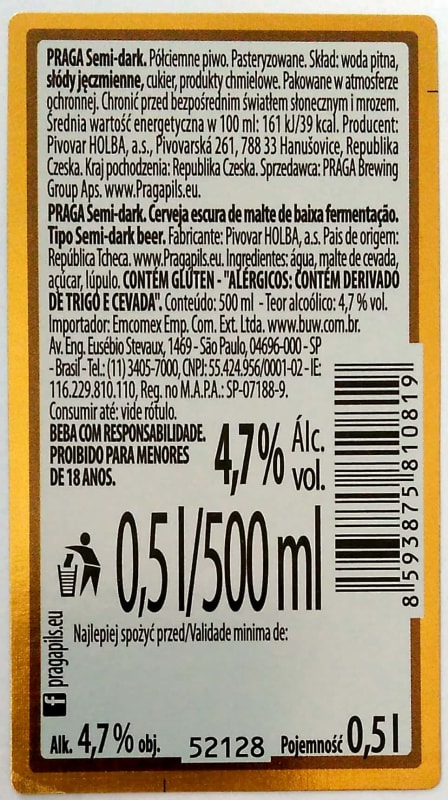 PRAGA Semi-dark. Półciemne piwo. Pasteryzowane. Skład: woda pitna,
słódy jęczmienne, cukier, produkty chmielowe. Pakowane w atmosferze
ochronnej. Chronić przed bezpośrednim światłem słonecznym i mrozem.
Średnia wartość energetyczna w 100 ml: 161 kJ/39 kcal. Producent:
Pivovar HOLBA, a.s., Pivovarská 261, 788 33 Hanušovice, Republika
Czeska. Kraj pochodzenia: Republika Czeska. Sprzedawca: PRAGA Brewing
Group Aps. www.Pragapils.eu.
PRAGA Semi-dark. Cerveja escura de malte de baixa fermentação.
Tipo Semi-dark beer. Fabricante: Pivovar HOLBA, a.s. Pais de origem:
República Tcheca. www.Pragapils.eu. Ingredientes: água, malte de cevada,
açúcar, lúpulo. CONTÉM GLÚTEN - "ALÉRGICOS: CONTÉM DERIVADO
DE TRIGO E CEVADA". Conteúdo: 500 ml - Teor alcoólico: 4,7 % vol.
Importador: Emcomex Emp. Com. Ext. Ltda. www.buw.com.br.
Av. Eng. Eusébio Stevaux, 1469 - São Paulo, 04696-000 - SP
- Brasil - Tel.: (11) 3405-7000, CNPJ: 55.424.956/0001-02 - IE:
116.229.810.110, Reg. no M.A.P.A.: SP-07188-9.
Consumir até: vide rótulo.
BEBA COM RESPONSABILIDADE.
PROIBIDO PARA MENORES
DE 18 ANOS.
4,7% Álc.
vol.
8 593875 810819
0,5 l/500 ml
Najlepiej spożyć przed/Validade minima de:
f pragapils.eu
Alk. 4,7 % obj.
52128
Pojemność 0,5 l